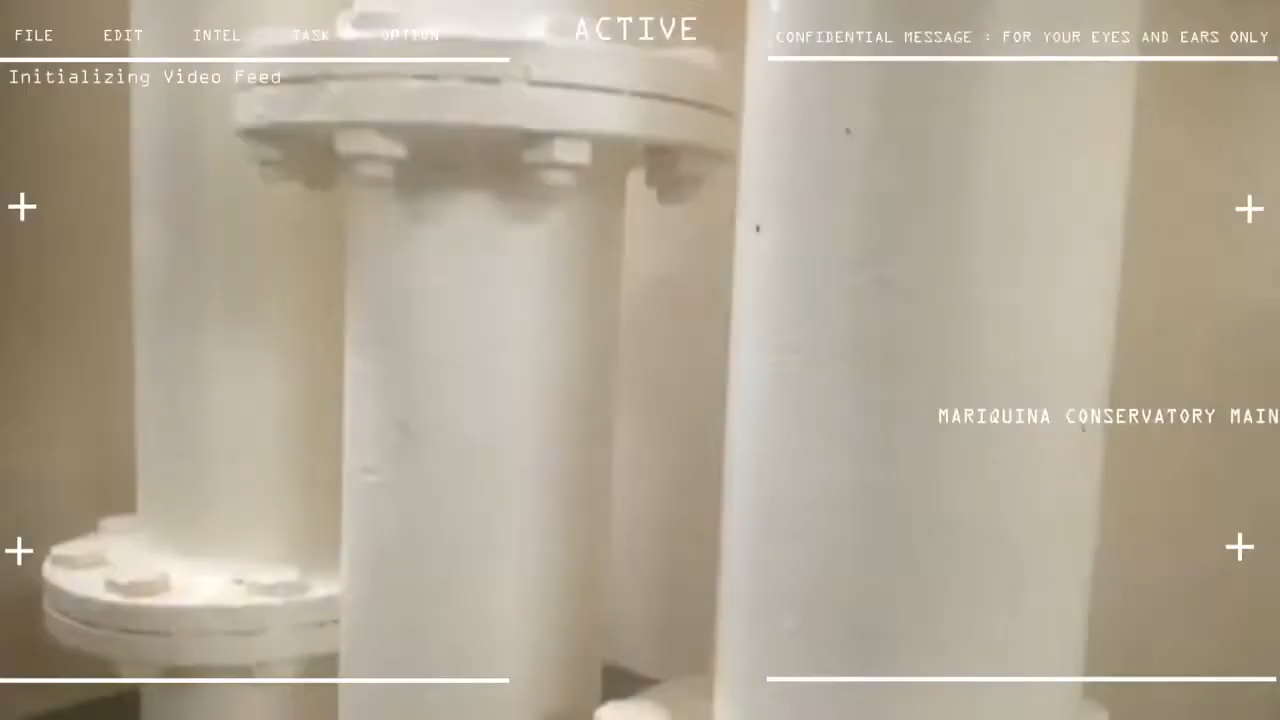 FILE EDIT INTEL TASK OPTION
ACTIVE
CONFIDENTIAL MESSAGE : FOR YOUR EYES AND EARS ONLY
Initializing Video Feed
MARIQUINA CONSERVATORY MAIN